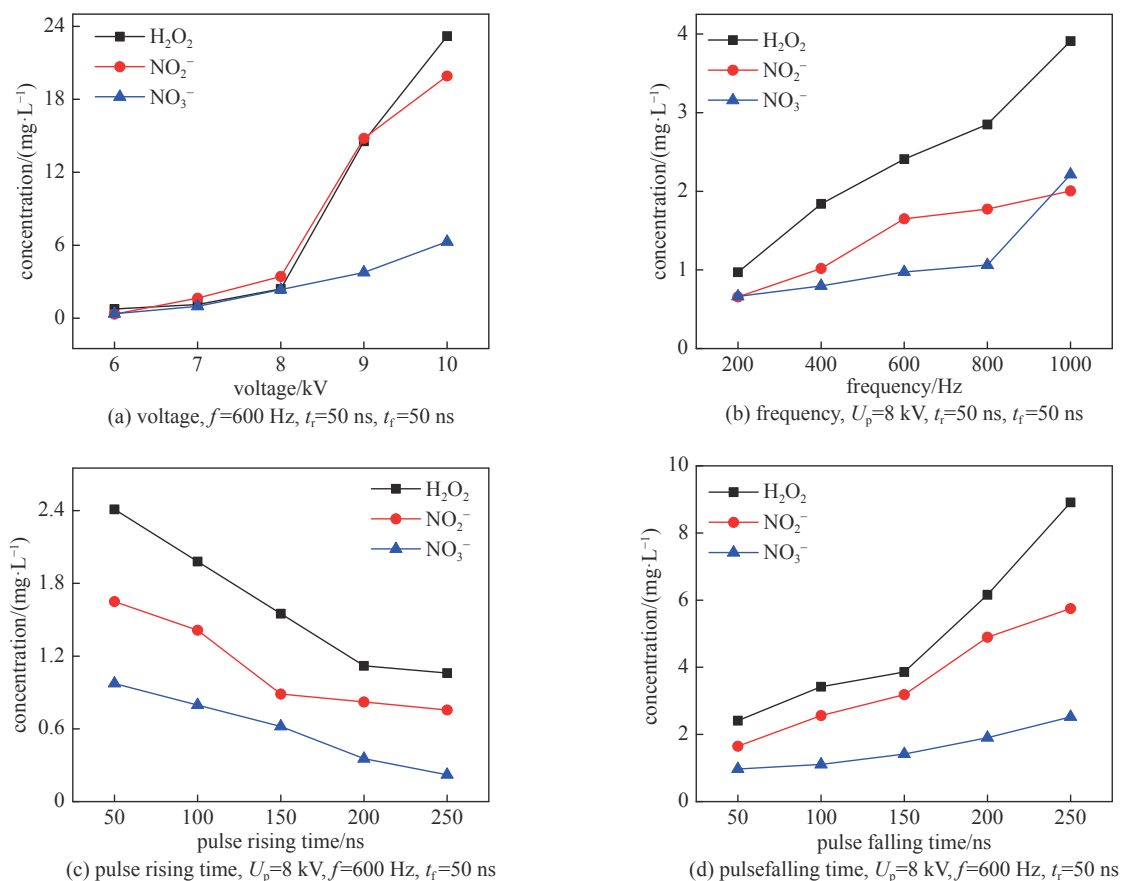 24
18
12
6
0
concentration/(mg·L⁻¹)
H₂O₂
NO₂⁻
NO₃⁻
6 7 8 9 10
voltage/kV
(a) voltage, f=600 Hz, tᵣ=50 ns, t_f=50 ns
4
3
2
1
0
concentration/(mg·L⁻¹)
H₂O₂
NO₂⁻
NO₃⁻
200 400 600 800 1000
frequency/Hz
(b) frequency, Uₚ=8 kV, tᵣ=50 ns, t_f=50 ns
2.4
1.8
1.2
0.6
0
concentration/(mg·L⁻¹)
H₂O₂
NO₂⁻
NO₃⁻
50 100 150 200 250
pulse rising time/ns
(c) pulse rising time, Uₚ=8 kV, f=600 Hz, t_f=50 ns
10
8
6
4
2
0
concentration/(mg·L⁻¹)
H₂O₂
NO₂⁻
NO₃⁻
50 100 150 200 250
pulse falling time/ns
(d) pulsefalling time, Uₚ=8 kV, f=600 Hz, tᵣ=50 ns